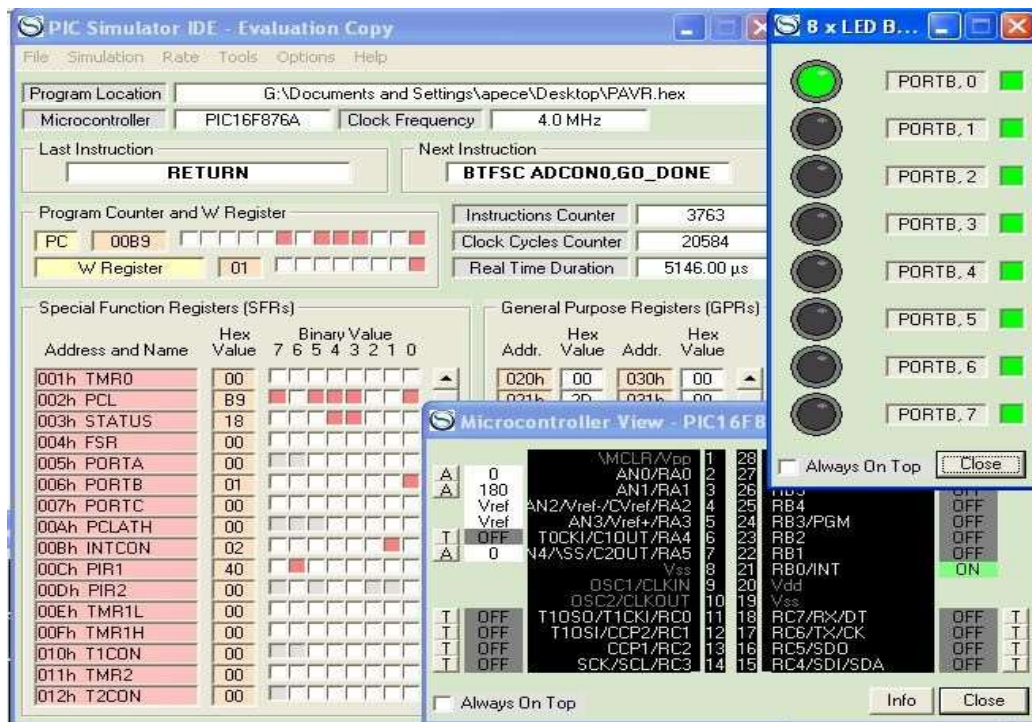 PIC Simulator IDE - Evaluation Copy
File Simulation Rate Tools Options Help
Program Location G:\Documents and Settings\apece\Desktop\PAVR.hex
Microcontroller PIC16F876A Clock Frequency 4.0 MHz
Last Instruction Next Instruction
RETURN BTFSC ADCON0,GO_DONE
Program Counter and W Register
PC 00B9
W Register 01
Instructions Counter 3763
Clock Cycles Counter 20584
Real Time Duration 5146.00 µs
Special Function Registers (SFRs)
Address and Name Hex Value Binary Value 7 6 5 4 3 2 1 0
001h TMR0 00
002h PCL B9
003h STATUS 18
004h FSR 00
005h PORTA 00
006h PORTB 01
007h PORTC 00
00Ah PCLATH 00
00Bh INTCON 02
00Ch PIR1 40
00Dh PIR2 00
00Eh TMR1L 00
00Fh TMR1H 00
010h T1CON 00
011h TMR2 00
012h T2CON 00
General Purpose Registers (GPRs)
Addr. Hex Value Addr. Hex Value
020h 00 030h 00
8 x LED B...
PORTB, 0
PORTB, 1
PORTB, 2
PORTB, 3
PORTB, 4
PORTB, 5
PORTB, 6
PORTB, 7
Always On Top Close
Microcontroller View - PIC16F8
\MCLR/Vpp 1 28
A 0 AN0/RA0 2 27
A 180 AN1/RA1 3 26 RB5 OFF
Vref AN2/Vref-/CVref/RA2 4 25 RB4 OFF
Vref AN3/Vref+/RA3 5 24 RB3/PGM OFF
T OFF T0CKI/C1OUT/RA4 6 23 RB2 OFF
A 0 N4/\SS/C2OUT/RA5 7 22 RB1 OFF
Vss 8 21 RB0/INT ON
OSC1/CLKIN 9 20 Vdd
OSC2/CLKOUT 10 19 Vss
T OFF T1OSO/T1CKI/RC0 11 18 RC7/RX/DT OFF T
T OFF T1OSI/CCP2/RC1 12 17 RC6/TX/CK OFF T
T OFF CCP1/RC2 13 16 RC5/SDO OFF T
T OFF SCK/SCL/RC3 14 15 RC4/SDI/SDA OFF T
Always On Top Info Close